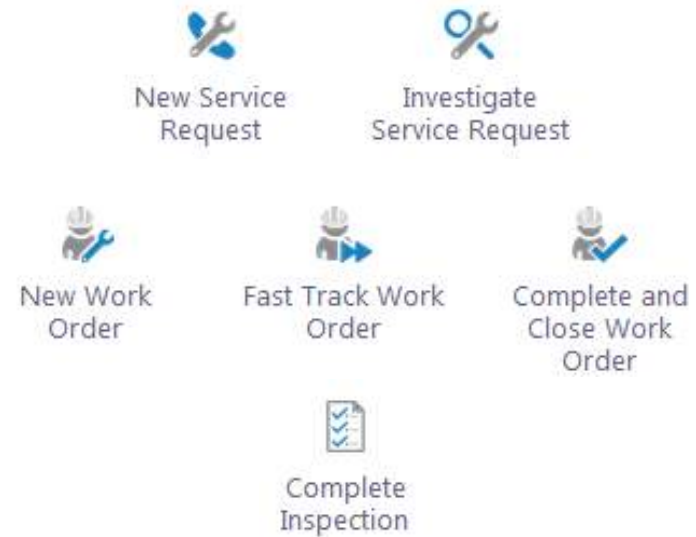 New Service
Request
Investigate
Service Request
New Work
Order
Fast Track Work
Order
Complete and
Close Work
Order
Complete
Inspection